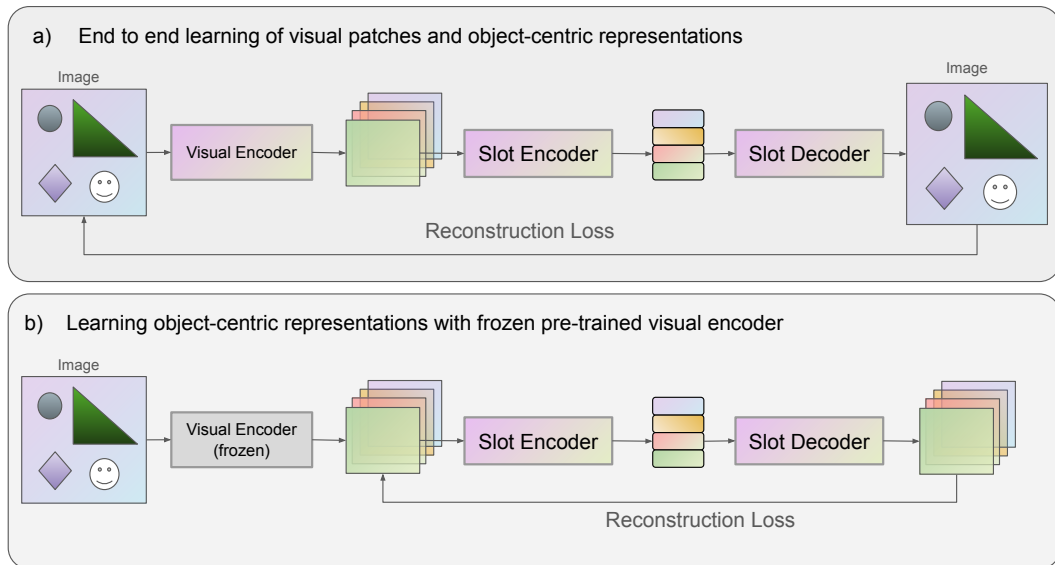 a) End to end learning of visual patches and object-centric representations
Image
Image
Visual Encoder
Slot Encoder
Slot Decoder
Reconstruction Loss
b) Learning object-centric representations with frozen pre-trained visual encoder
Image
Visual Encoder
(frozen)
Slot Encoder
Slot Decoder
Reconstruction Loss